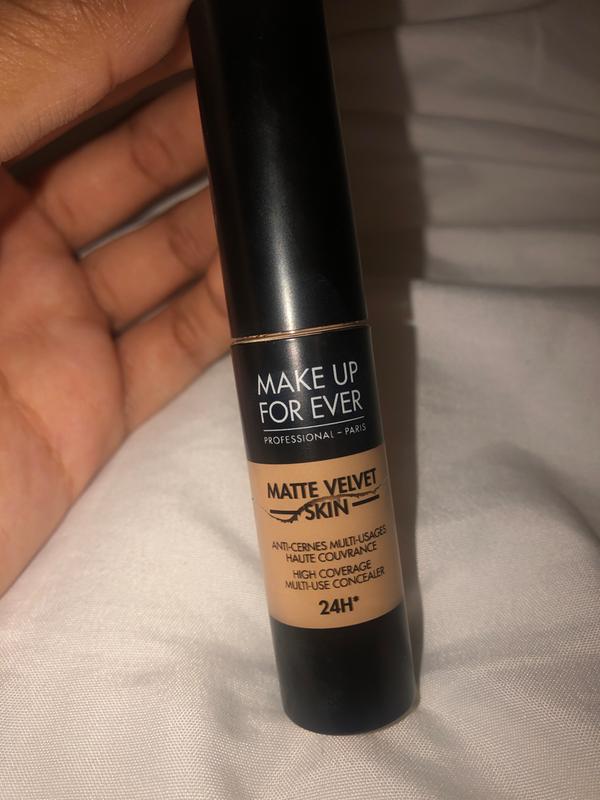 MAKE UP
FOR EVER
PROFESSIONAL – PARIS
MATTE VELVET
SKIN
ANTI-CERNES MULTI-USAGES
HAUTE COUVRANCE
HIGH COVERAGE
MULTI-USE CONCEALER
24H*